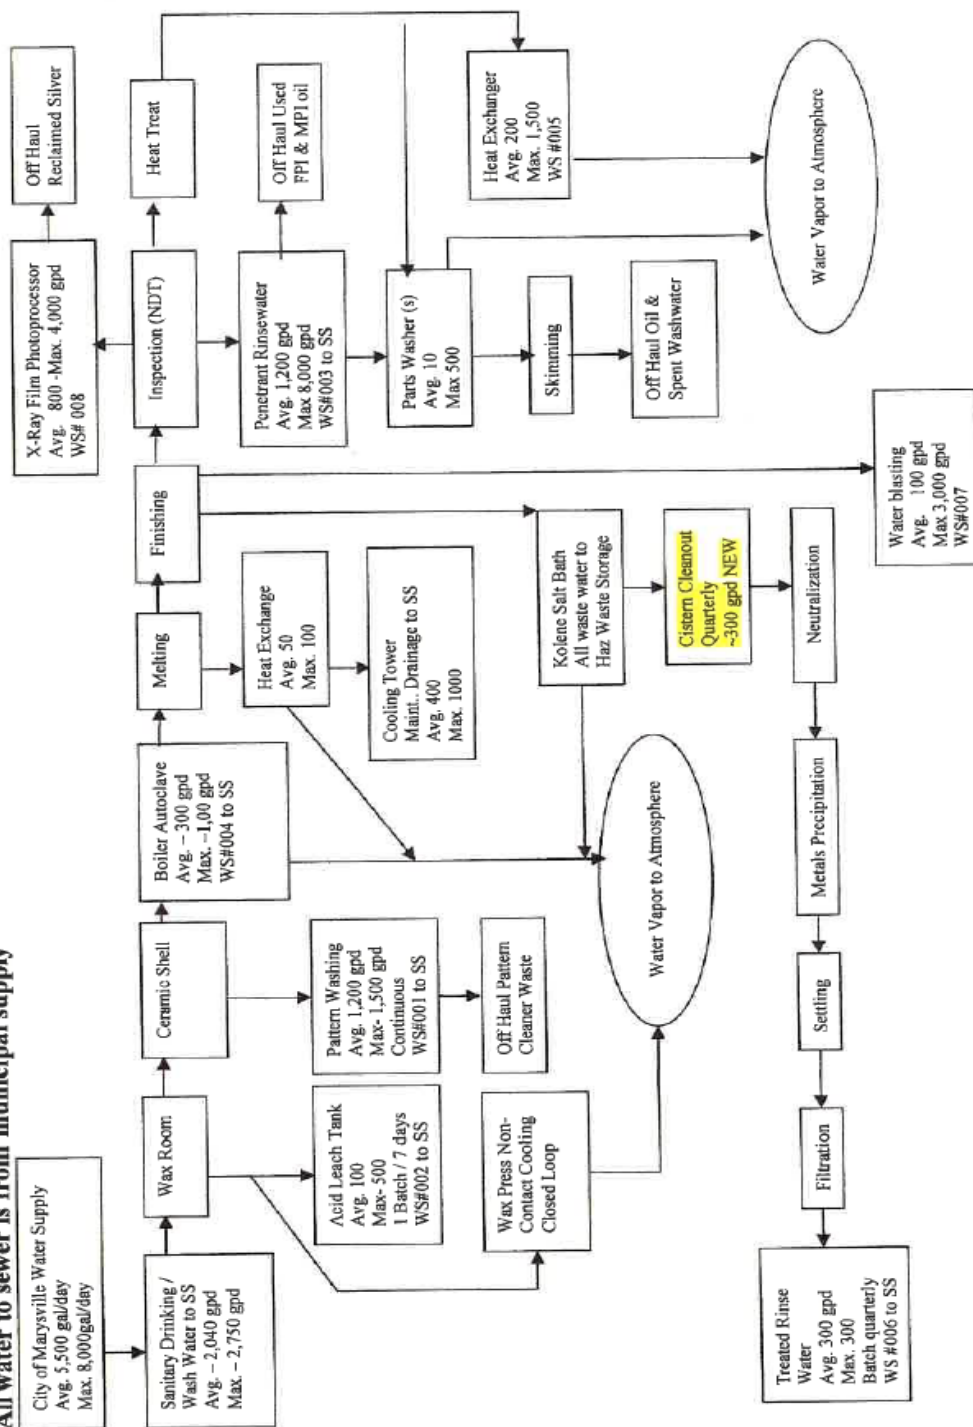 All water to sewer is from municipal supply
City of Marysville Water Supply
Avg. 5,500 gal/day
Max. 8,000gal/day
Sanitary Drinking /
Wash Water to SS
Avg. – 2,040 gpd
Max. – 2,750 gpd
Wax Room
Ceramic Shell
Boiler Autoclave
Avg. – 300 gpd
Max. –1,00 gpd
WS#004 to SS
Melting
Finishing
Inspection (NDT)
Heat Treat
X-Ray Film Photoprocessor
Avg. 800 -Max. 4,000 gpd
WS# 008
Off Haul
Reclaimed Silver
Acid Leach Tank
Avg. 100
Max- 500
1 Batch / 7 days
WS#002 to SS
Pattern Washing
Avg. 1,200 gpd
Max- 1,500 gpd
Continuous
WS#001 to SS
Heat Exchange
Avg. 50
Max. 100
Penetrant Rinsewater
Avg. 1,200 gpd
Max 8,000 gpd
WS#003 to SS
Off Haul Used
FPI & MPI oil
Wax Press Non-
Contact Cooling
Closed Loop
Off Haul Pattern
Cleaner Waste
Cooling Tower
Maint.. Drainage to SS
Avg. 400
Max. 1000
Parts Washer (s)
Avg. 10
Max 500
Heat Exchanger
Avg. 200
Max. 1,500
WS #005
Kolene Salt Bath
All waste water to
Haz Waste Storage
Skimming
Off Haul Oil &
Spent Washwater
Water Vapor to Atmosphere
Water Vapor to Atmosphere
Cistern Cleanout
Quarterly
~300 gpd NEW
Treated Rinse
Water
Avg. 300 gpd
Max. 300
Batch quarterly
WS #006 to SS
Filtration
Settling
Metals Precipitation
Neutralization
Water blasting
Avg. 100 gpd
Max 3,000 gpd
WS#007